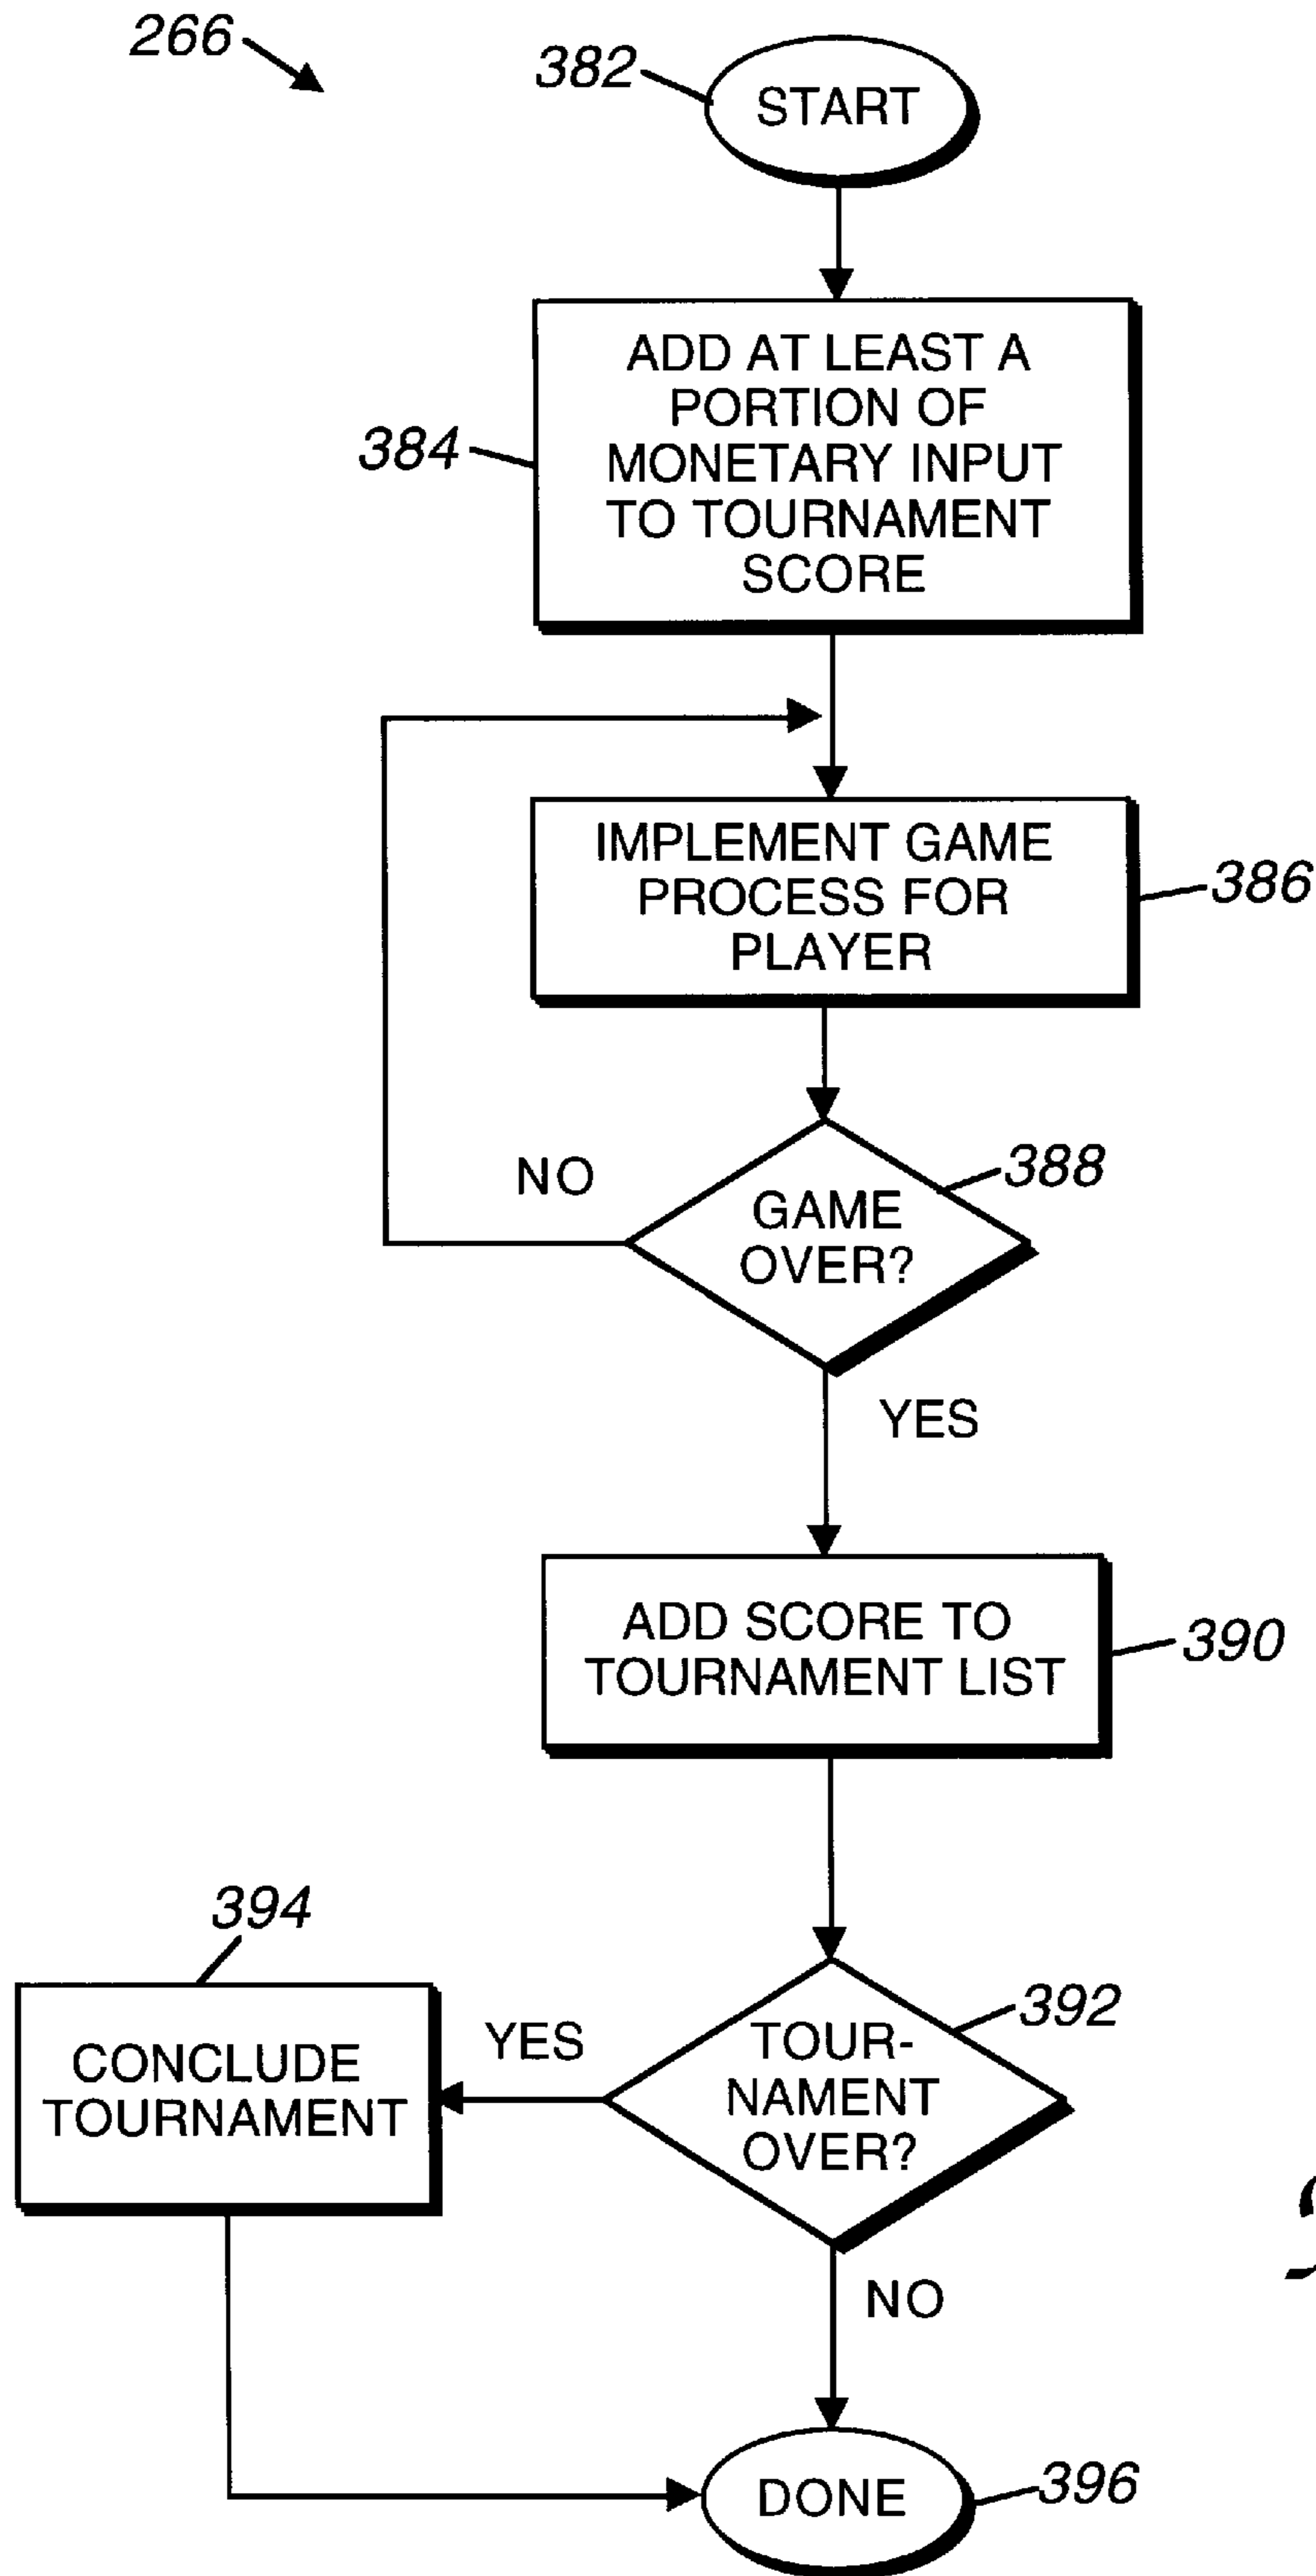 266
382
START
ADD AT LEAST A
PORTION OF
MONETARY INPUT
TO TOURNAMENT
SCORE
384
IMPLEMENT GAME
PROCESS FOR
PLAYER
386
NO
388
GAME
OVER?
YES
ADD SCORE TO
TOURNAMENT LIST
390
394
CONCLUDE
TOURNAMENT
YES
392
TOUR-
NAMENT
OVER?
NO
DONE
396